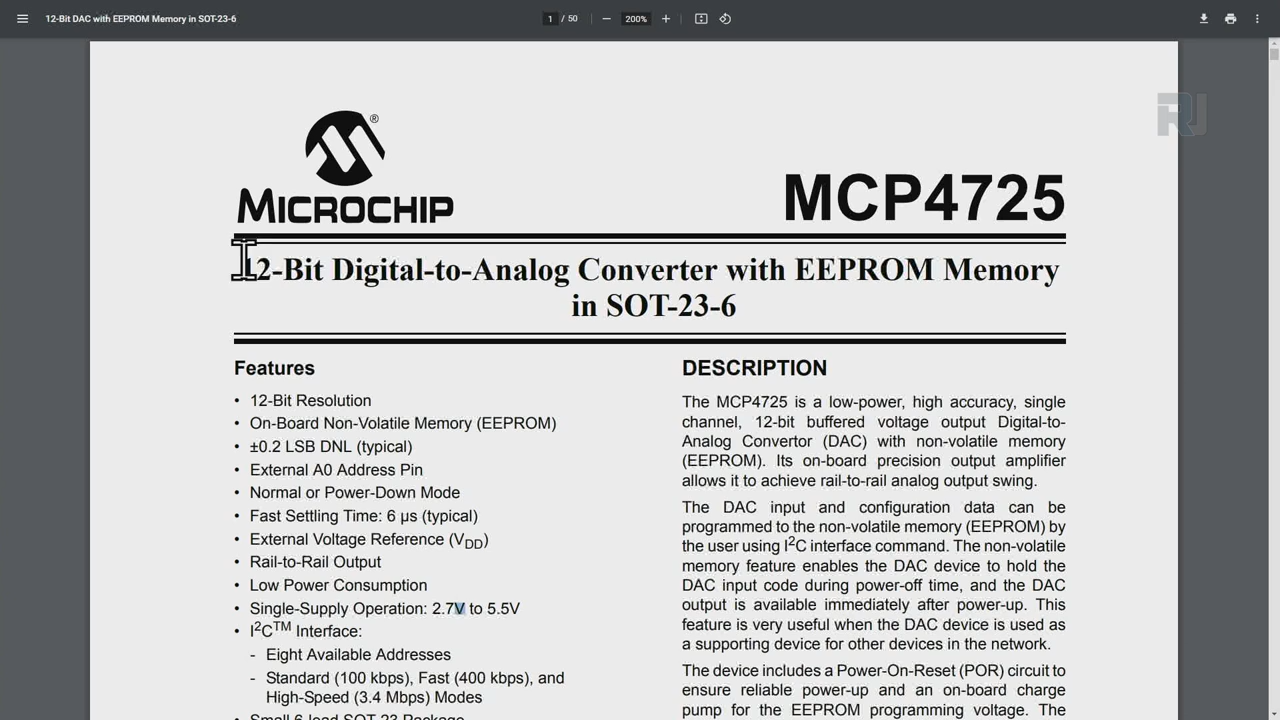 12-Bit DAC with EEPROM Memory in SOT-23-6
1 / 50
200%
RJ
®
MICROCHIP
MCP4725
12-Bit Digital-to-Analog Converter with EEPROM Memory
in SOT-23-6
Features
• 12-Bit Resolution
• On-Board Non-Volatile Memory (EEPROM)
• ±0.2 LSB DNL (typical)
• External A0 Address Pin
• Normal or Power-Down Mode
• Fast Settling Time: 6 µs (typical)
• External Voltage Reference (VDD)
• Rail-to-Rail Output
• Low Power Consumption
• Single-Supply Operation: 2.7V to 5.5V
• I²C™ Interface:
- Eight Available Addresses
- Standard (100 kbps), Fast (400 kbps), and
High-Speed (3.4 Mbps) Modes
• Small 6-lead SOT-23 Package
DESCRIPTION
The MCP4725 is a low-power, high accuracy, single
channel, 12-bit buffered voltage output Digital-to-
Analog Convertor (DAC) with non-volatile memory
(EEPROM). Its on-board precision output amplifier
allows it to achieve rail-to-rail analog output swing.
The DAC input and configuration data can be
programmed to the non-volatile memory (EEPROM) by
the user using I²C interface command. The non-volatile
memory feature enables the DAC device to hold the
DAC input code during power-off time, and the DAC
output is available immediately after power-up. This
feature is very useful when the DAC device is used as
a supporting device for other devices in the network.
The device includes a Power-On-Reset (POR) circuit to
ensure reliable power-up and an on-board charge
pump for the EEPROM programming voltage. The